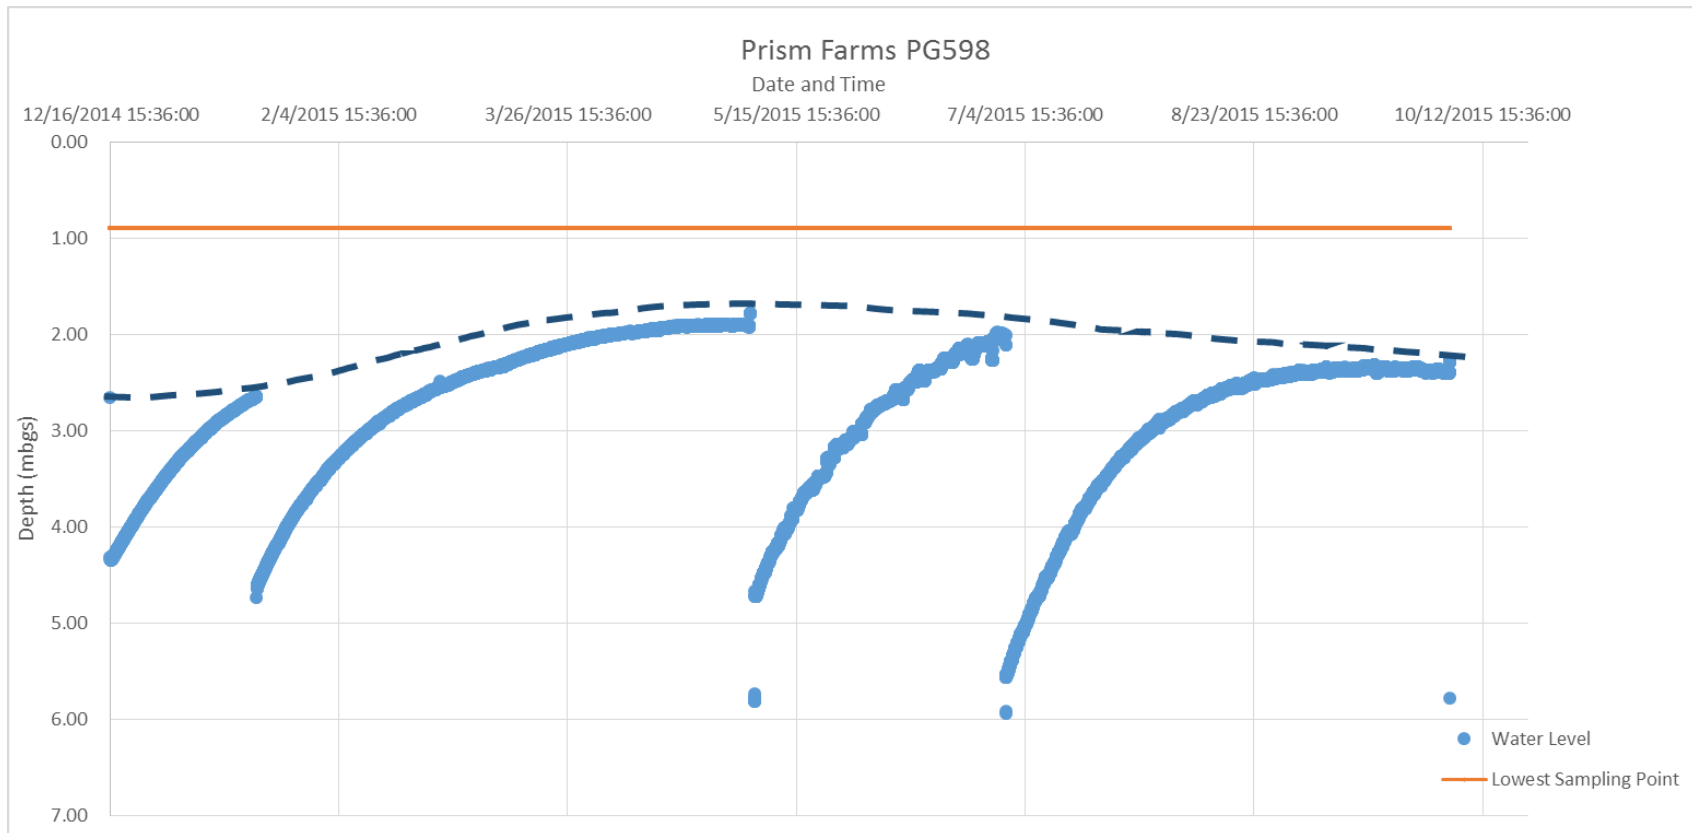 Prism Farms PG598
Date and Time
12/16/2014 15:36:00 2/4/2015 15:36:00 3/26/2015 15:36:00 5/15/2015 15:36:00 7/4/2015 15:36:00 8/23/2015 15:36:00 10/12/2015 15:36:00
0.00
1.00
2.00
3.00
4.00
5.00
6.00
7.00
Depth (mbgs)
Water Level
Lowest Sampling Point